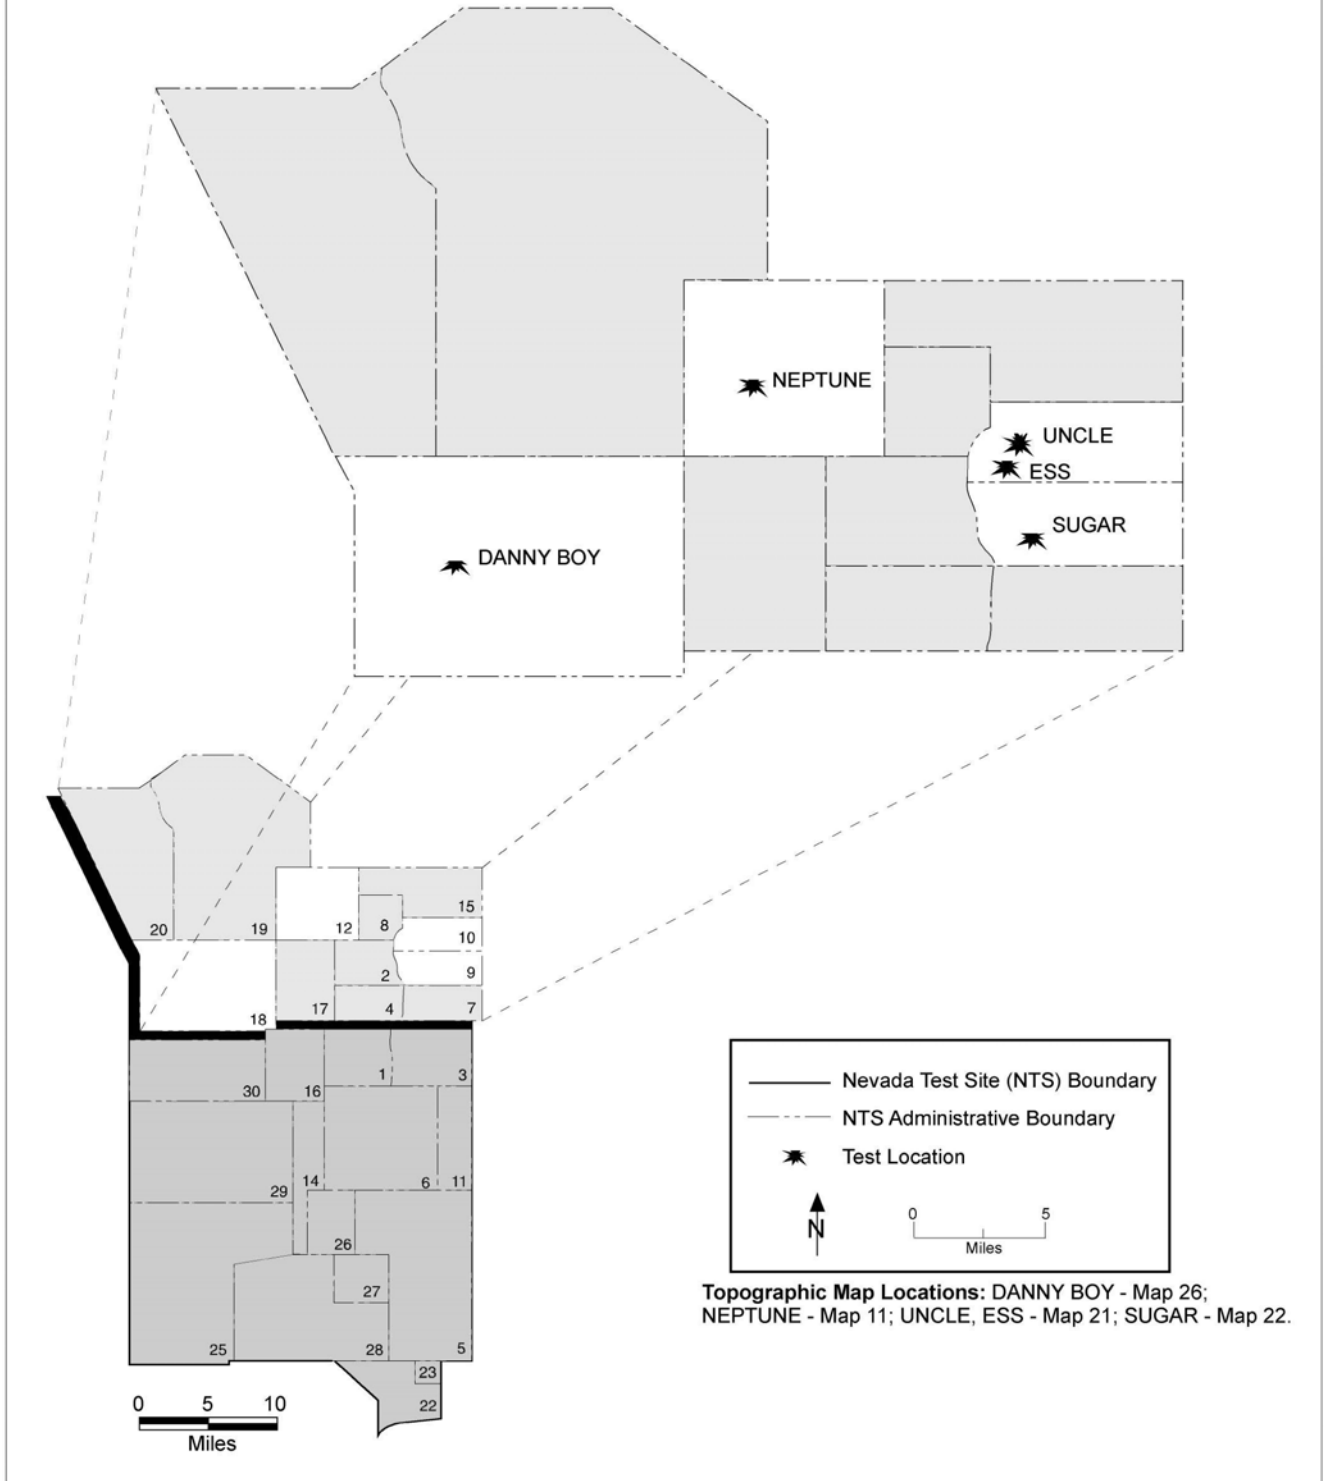 NEPTUNE
UNCLE
ESS
SUGAR
DANNY BOY
20
19
12
8
15
10
9
2
17
4
7
18
30
16
1
3
29
14
6
11
26
27
25
28
5
23
22
0 5 10
Miles
Nevada Test Site (NTS) Boundary
NTS Administrative Boundary
Test Location
N
0 5
Miles
Topographic Map Locations: DANNY BOY - Map 26;
NEPTUNE - Map 11; UNCLE, ESS - Map 21; SUGAR - Map 22.